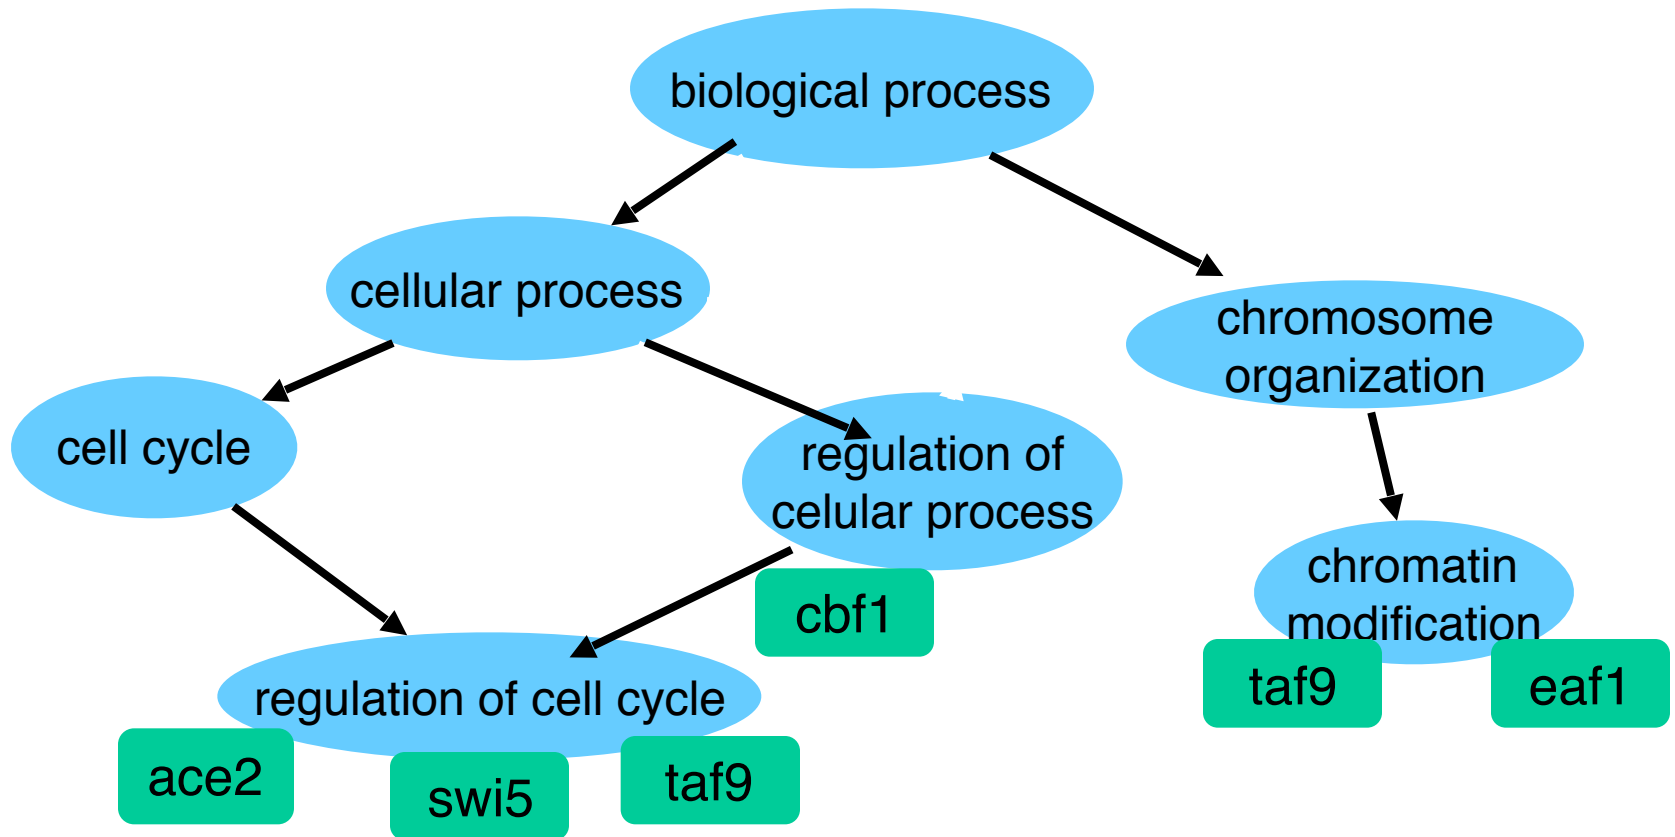 biological process
cellular process
chromosome
organization
cell cycle
regulation of
celular process
chromatin
modification
cbf1
taf9
eaf1
regulation of cell cycle
ace2
swi5
taf9